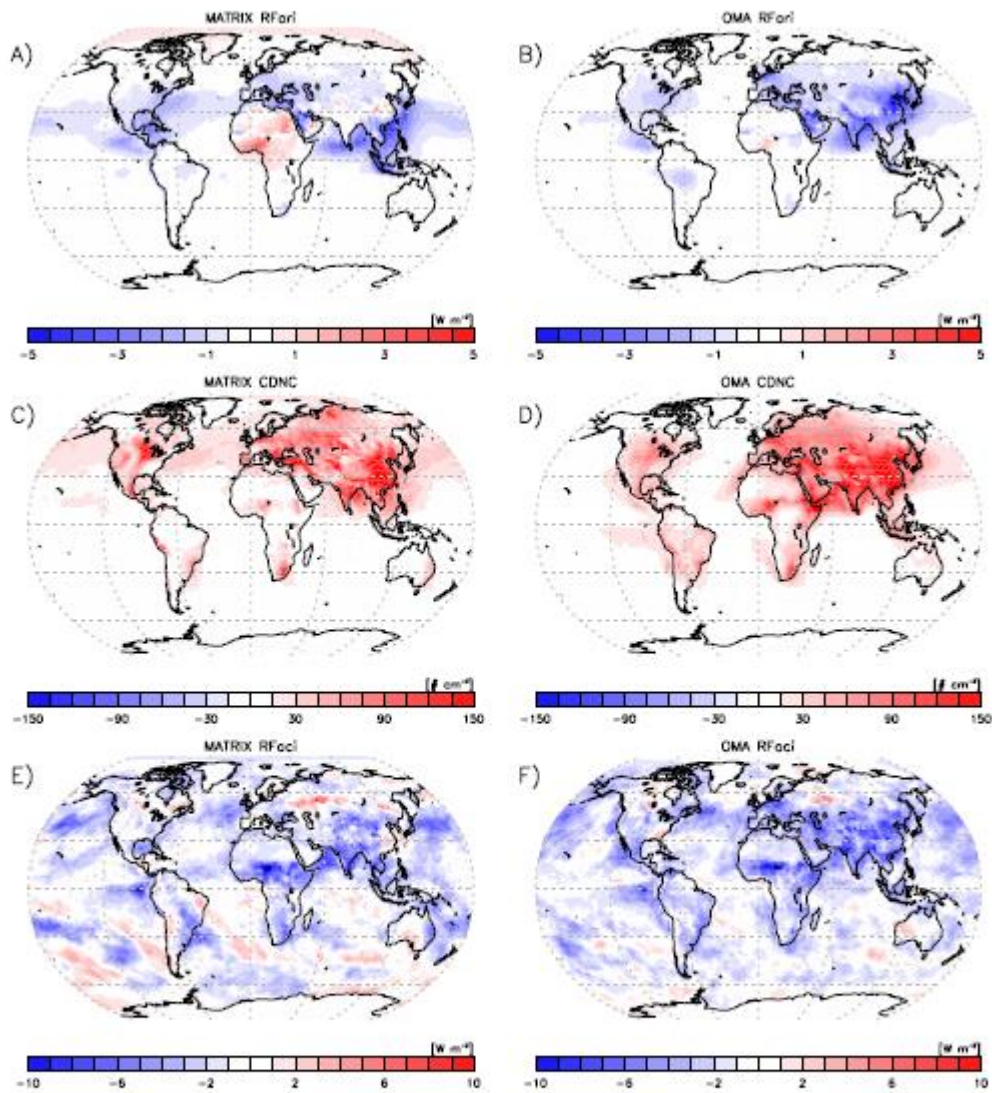 MATRIX RFari
OMA RFari
A)
B)
[W m⁻²]
[W m⁻²]
-5 -3 -1 1 3 5
-5 -3 -1 1 3 5
MATRIX CDNC
OMA CDNC
C)
D)
[# cm⁻³]
[# cm⁻³]
-150 -90 -30 30 90 150
-150 -90 -30 30 90 150
MATRIX RFaci
OMA RFaci
E)
F)
[W m⁻²]
[W m⁻²]
-10 -6 -2 2 6 10
-10 -6 -2 2 6 10